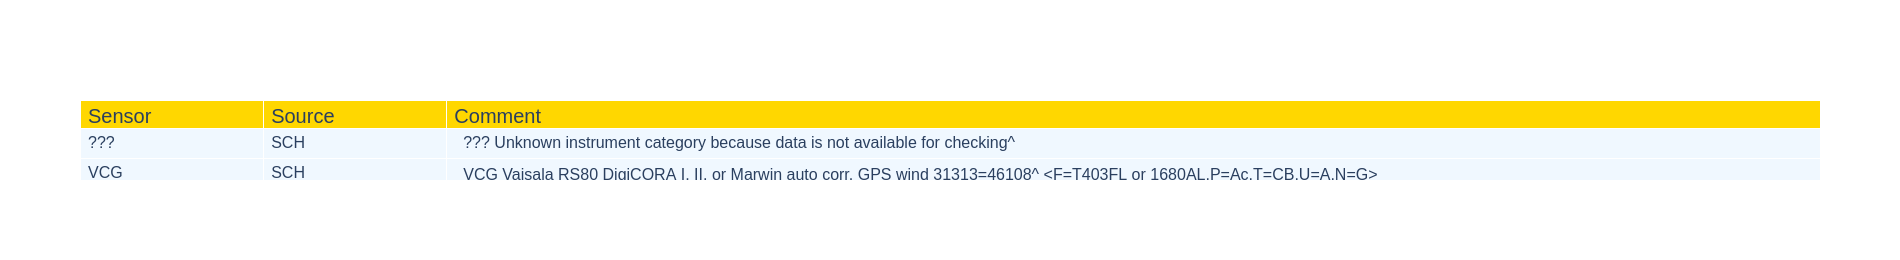 Sensor Source Comment
??? SCH ??? Unknown instrument category because data is not available for checking^
VCG SCH VCG Vaisala RS80 DigiCORA I, II, or Marwin auto corr. GPS wind 31313=46108^ <F=T403FL or 1680AL,P=Ac,T=CB,U=A,N=G>